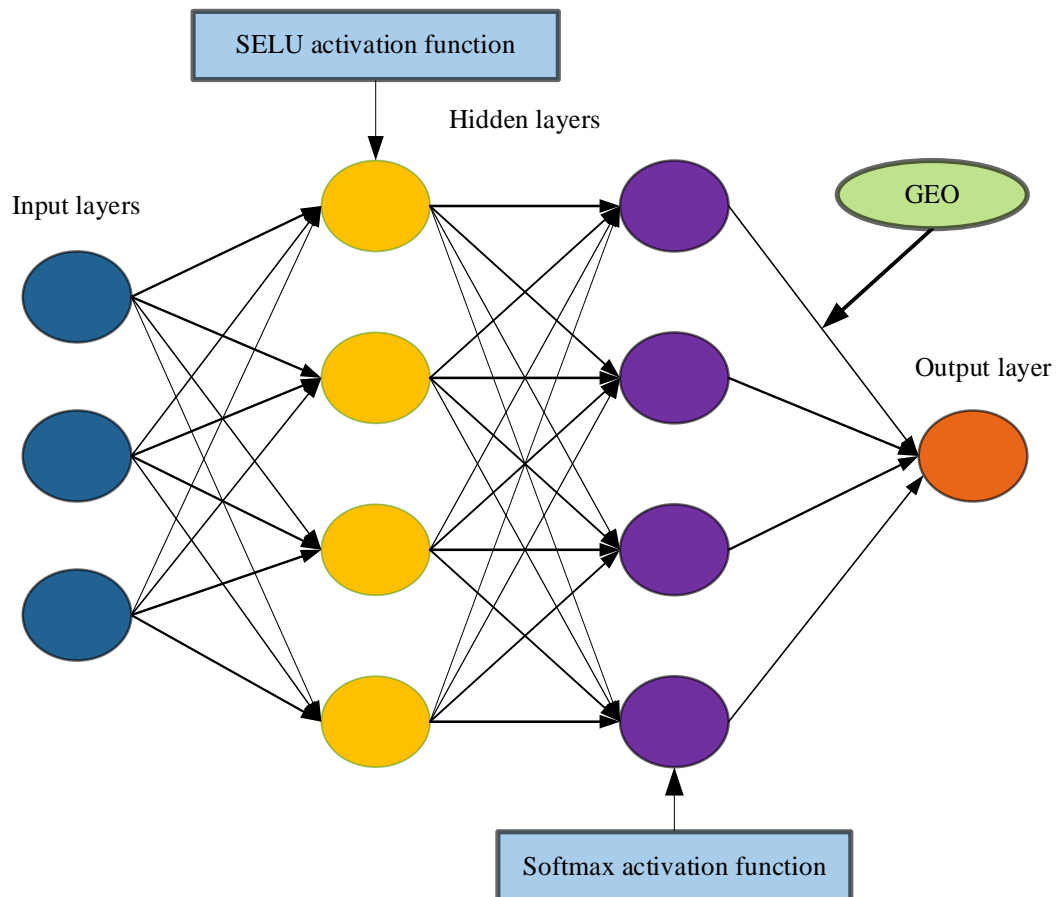 SELU activation function
Hidden layers
Input layers
GEO
Output layer
Softmax activation function